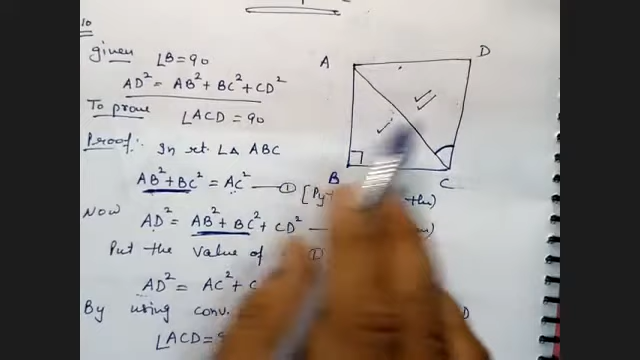 10
given ∠B = 90
AD² = AB² + BC² + CD²
To prove ∠ACD = 90
Proof:. In rt. ∠△ ABC
AB² + BC² = AC² — ①
Now AD² = AB² + BC² + CD² —
Put the value of ①
AD² = AC² + C
By using conv. D
∠ACD = 9
A
D
B
C